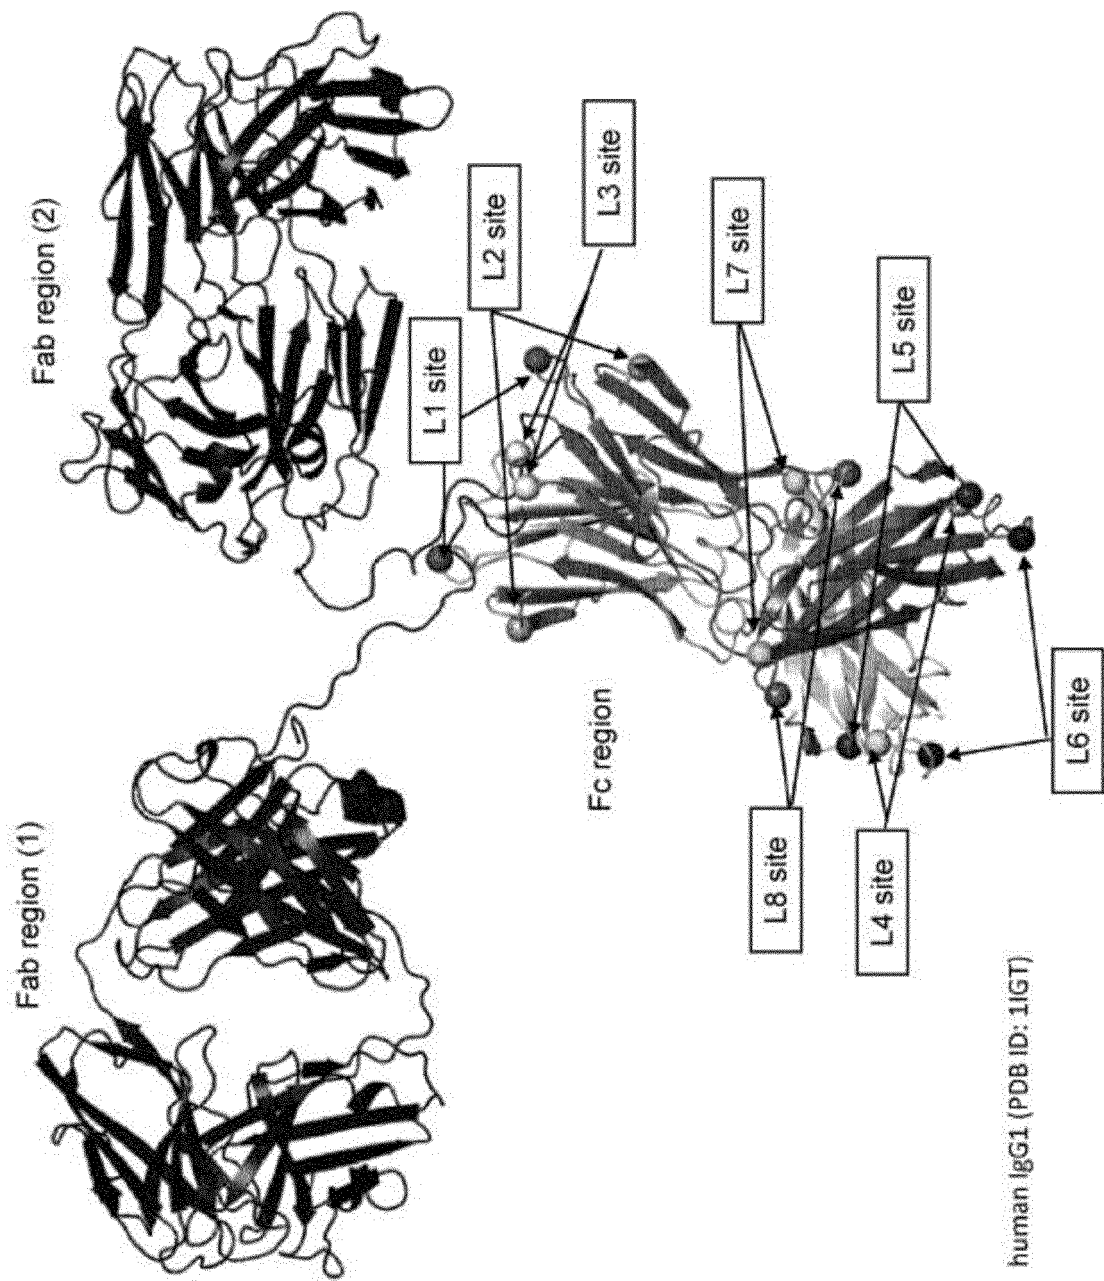 Fab region (1)
Fab region (2)
L1 site
L2 site
L3 site
Fc region
L7 site
L8 site
L5 site
L4 site
L6 site
human IgG1 (PDB ID: 1IGT)